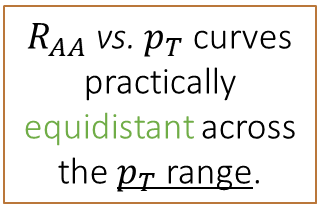 R_AA vs. p_T curves
practically
equidistant across
the p_T range.